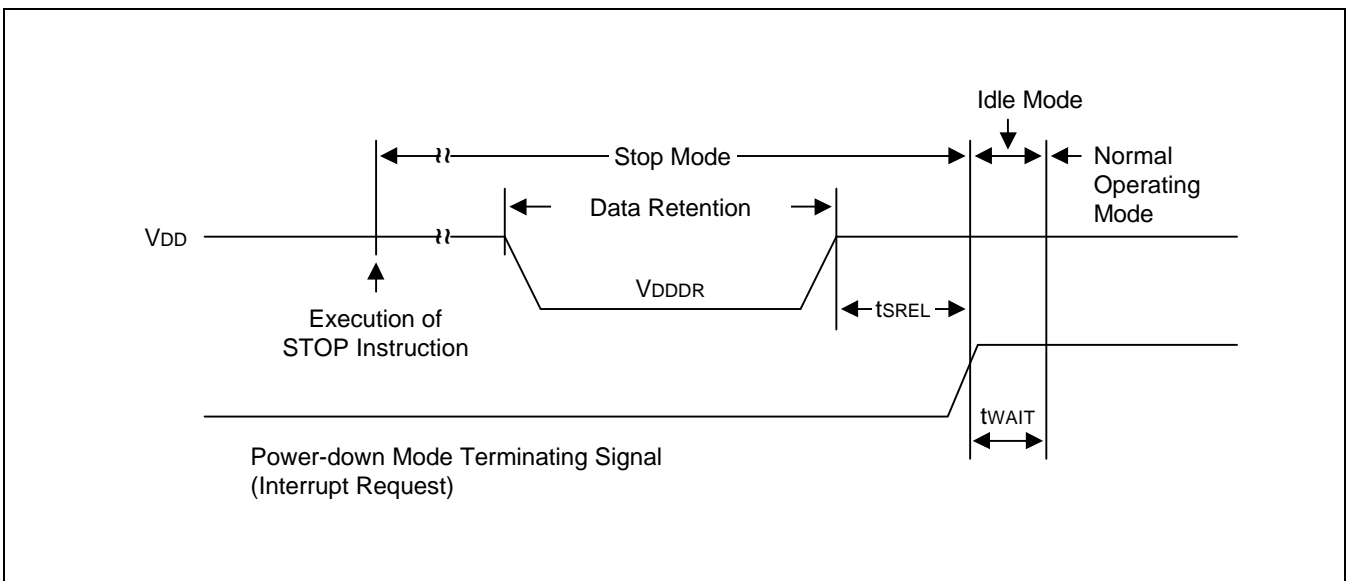 Idle Mode
Stop Mode
Normal
Operating
Mode
Data Retention
VDD
VDDDR
tSREL
Execution of
STOP Instruction
tWAIT
Power-down Mode Terminating Signal
(Interrupt Request)